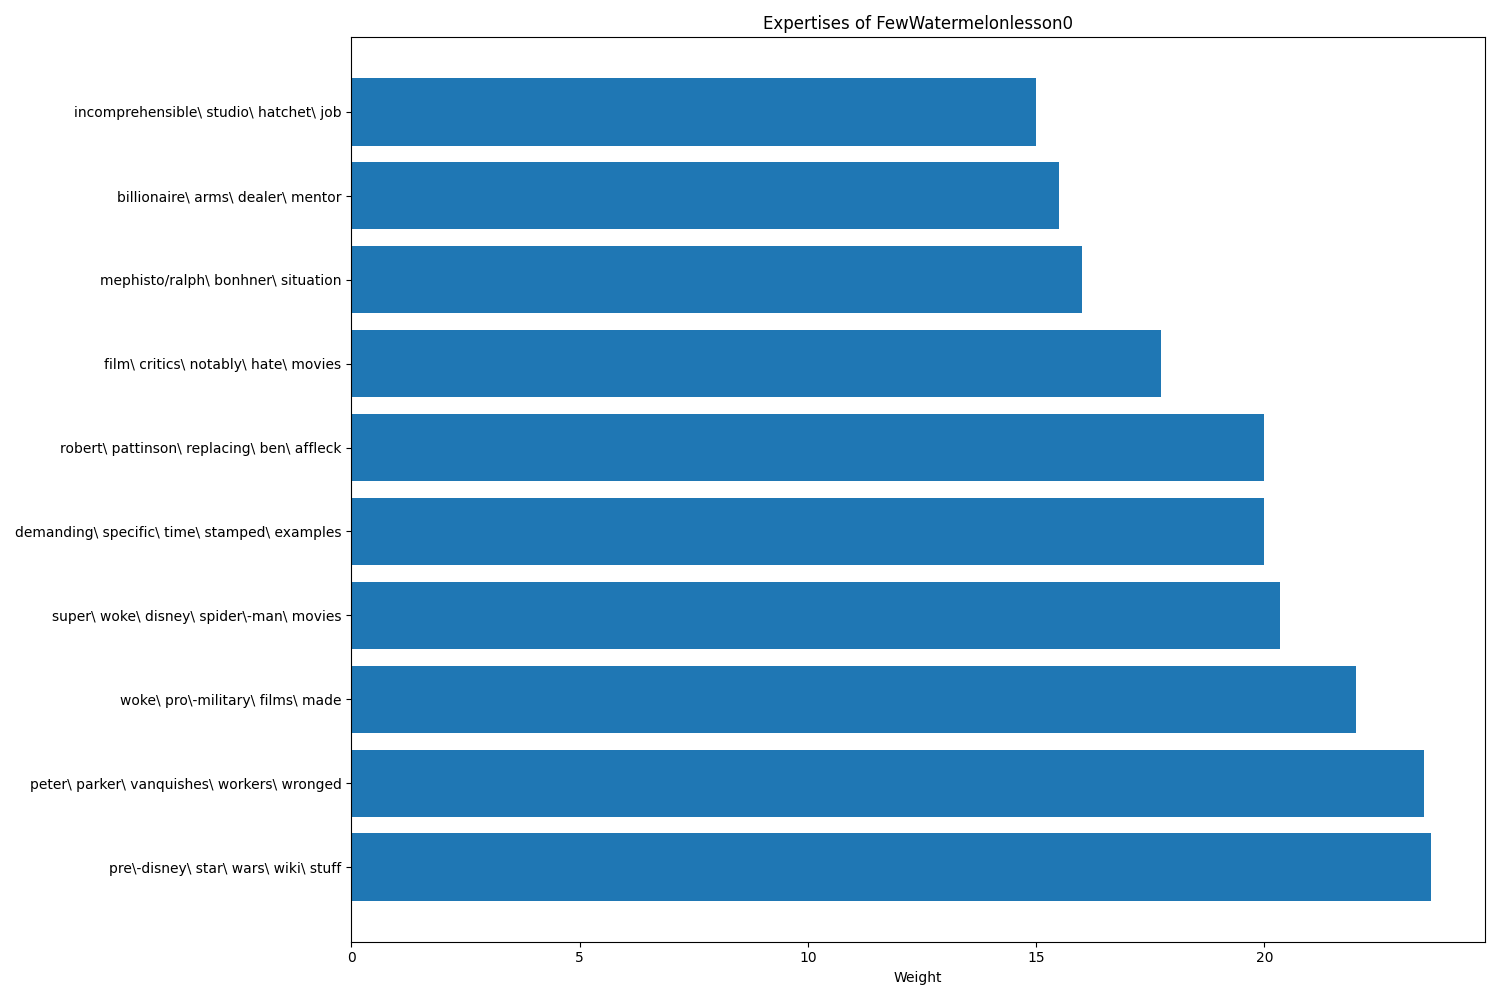 Expertises of FewWatermelonlesson0
incomprehensible\ studio\ hatchet\ job
billionaire\ arms\ dealer\ mentor
mephisto/ralph\ bonhner\ situation
film\ critics\ notably\ hate\ movies
robert\ pattinson\ replacing\ ben\ affleck
demanding\ specific\ time\ stamped\ examples
super\ woke\ disney\ spider\-man\ movies
woke\ pro\-military\ films\ made
peter\ parker\ vanquishes\ workers\ wronged
pre\-disney\ star\ wars\ wiki\ stuff
0 5 10 15 20
Weight